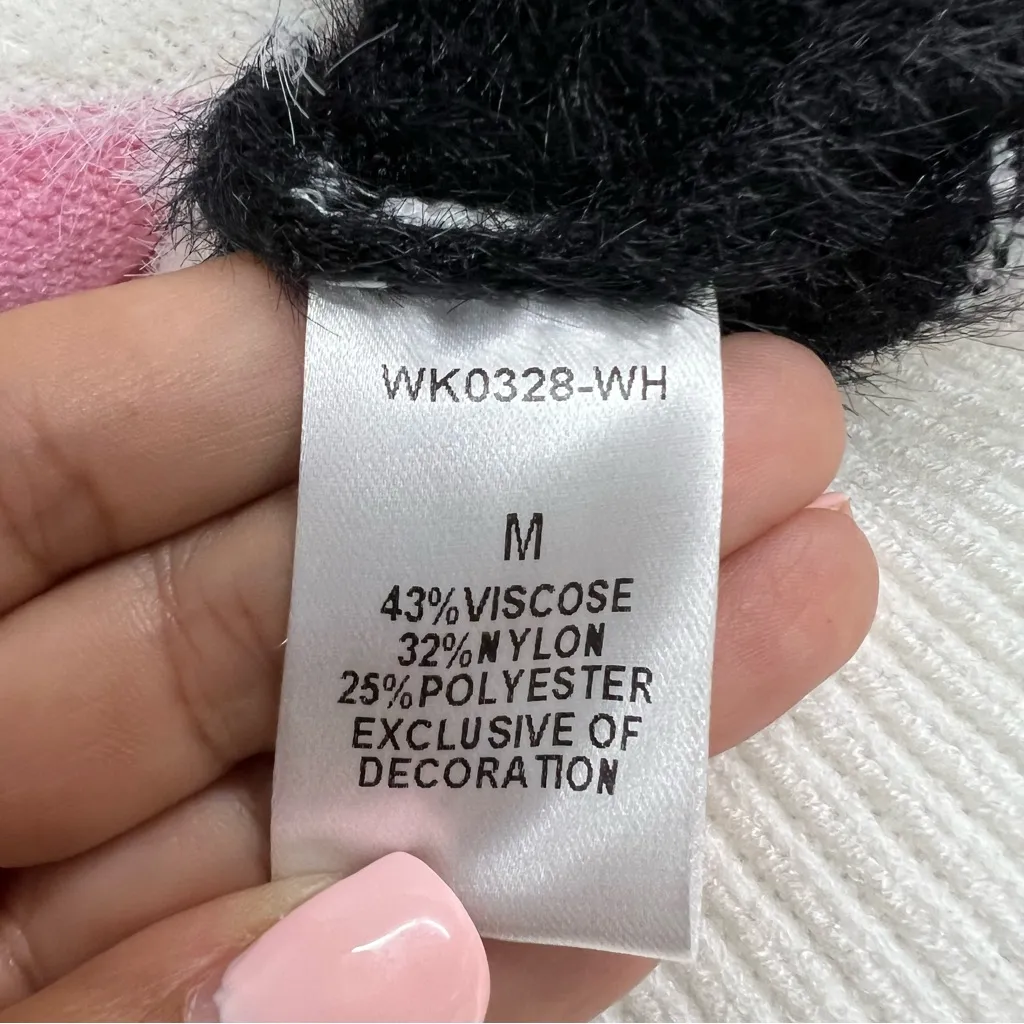 WK0328-WH
M
43%VISCOSE
32%NYLON
25%POLYESTER
EXCLUSIVE OF
DECORATION